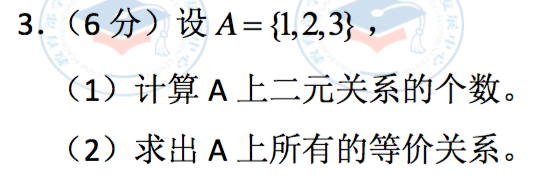 3.（6 分）设 A = {1,2,3} ，
（1）计算 A 上二元关系的个数。
（2）求出 A 上所有的等价关系。